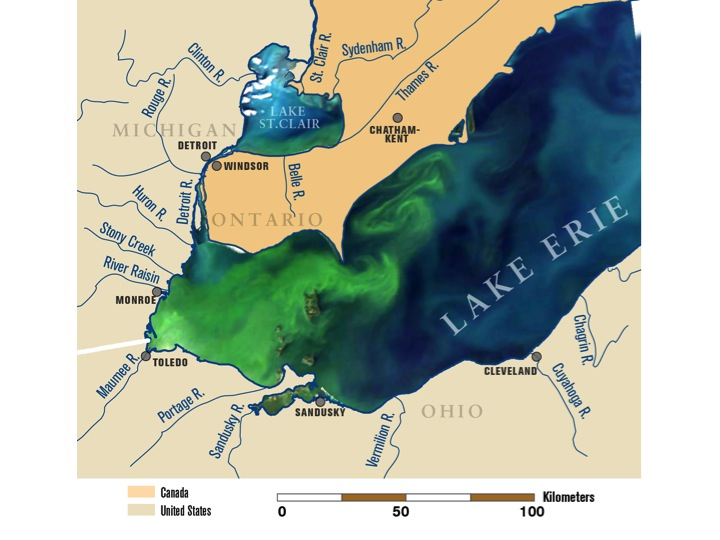 Clinton R.
St. Clair R.
Sydenham R.
Thames R.
Rouge R.
LAKE
ST.CLAIR
MICHIGAN
CHATHAM-
KENT
DETROIT
WINDSOR
Belle R.
Detroit R.
Huron R.
ONTARIO
Stony Creek
River Raisin
MONROE
LAKE ERIE
TOLEDO
Maumee R.
Portage R.
Sandusky R.
SANDUSKY
Vermilion R.
OHIO
CLEVELAND
Cuyahoga R.
Chagrin R.
Canada
United States
Kilometers
0 50 100